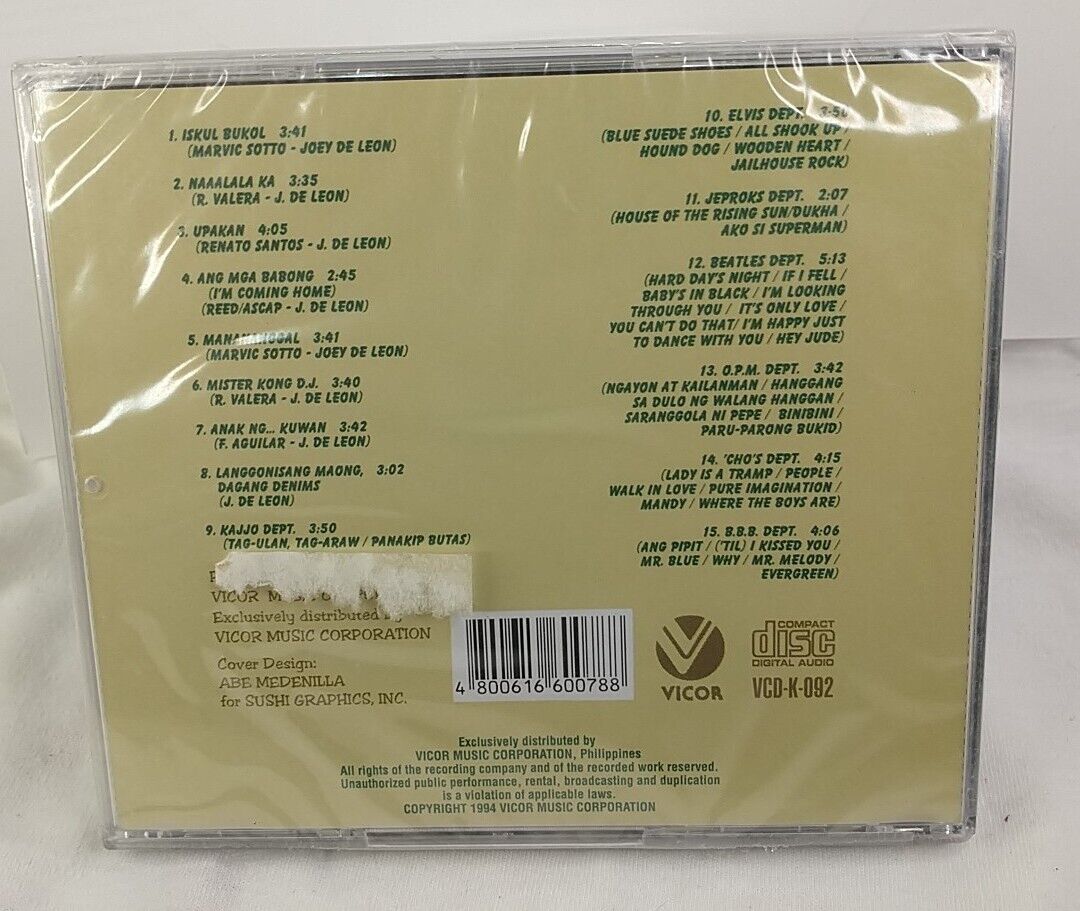 1. ISKUL BUKOL 3:41
(MARVIC SOTTO - JOEY DE LEON)
2. NAAALALA KA 3:35
(R. VALERA - J. DE LEON)
3. UPAKAN 4:05
(RENATO SANTOS - J. DE LEON)
4. ANG MGA BABONG 2:45
(I'M COMING HOME)
(REED/ASCAP - J. DE LEON)
5. MANANANGGAL 3:41
(MARVIC SOTTO - JOEY DE LEON)
6. MISTER KONG D.J. 3:40
(R. VALERA - J. DE LEON)
7. ANAK NG... KUWAN 3:42
(F. AGUILAR - J. DE LEON)
8. LANGGONISANG MAONG, 3:02
DAGANG DENIMS
(J. DE LEON)
9. KAJJO DEPT. 3:50
(TAG-ULAN, TAG-ARAW / PANAKIP BUTAS)
10. ELVIS DEPT. 3:50
(BLUE SUEDE SHOES / ALL SHOOK UP /
HOUND DOG / WOODEN HEART /
JAILHOUSE ROCK)
11. JEPROKS DEPT. 2:07
(HOUSE OF THE RISING SUN/DUKHA /
AKO SI SUPERMAN)
12. BEATLES DEPT. 5:13
(HARD DAY'S NIGHT / IF I FELL /
BABY'S IN BLACK / I'M LOOKING
THROUGH YOU / IT'S ONLY LOVE /
YOU CAN'T DO THAT/ I'M HAPPY JUST
TO DANCE WITH YOU / HEY JUDE)
13. O.P.M. DEPT. 3:42
(NGAYON AT KAILANMAN / HANGGANG
SA DULO NG WALANG HANGGAN /
SARANGGOLA NI PEPE / BINIBINI /
PARU-PARONG BUKID)
14. 'CHO'S DEPT. 4:15
(LADY IS A TRAMP / PEOPLE /
WALK IN LOVE / PURE IMAGINATION /
MANDY / WHERE THE BOYS ARE)
15. B.B.B. DEPT. 4:06
(ANG PIPIT / ('TIL) I KISSED YOU /
MR. BLUE / WHY / MR. MELODY /
EVERGREEN)
VICOR
Exclusively distributed by
VICOR MUSIC CORPORATION
Cover Design:
ABE MEDENILLA
for SUSHI GRAPHICS, INC.
4 800616 600788
VICOR
COMPACT
disc
DIGITAL AUDIO
VCD-K-092
Exclusively distributed by
VICOR MUSIC CORPORATION, Philippines
All rights of the recording company and of the recorded work reserved.
Unauthorized public performance, rental, broadcasting and duplication
is a violation of applicable laws.
COPYRIGHT 1994 VICOR MUSIC CORPORATION